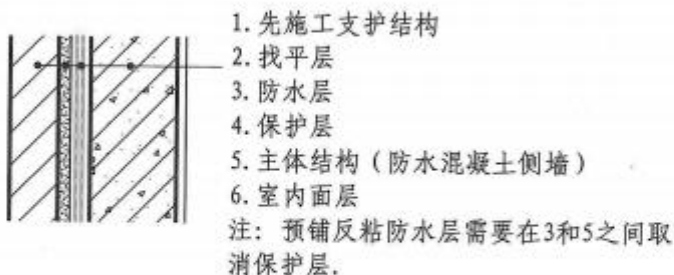 1. 先施工支护结构
2. 找平层
3. 防水层
4. 保护层
5. 主体结构（防水混凝土侧墙）
6. 室内面层
注: 预铺反粘防水层需要在3和5之间取
消保护层.